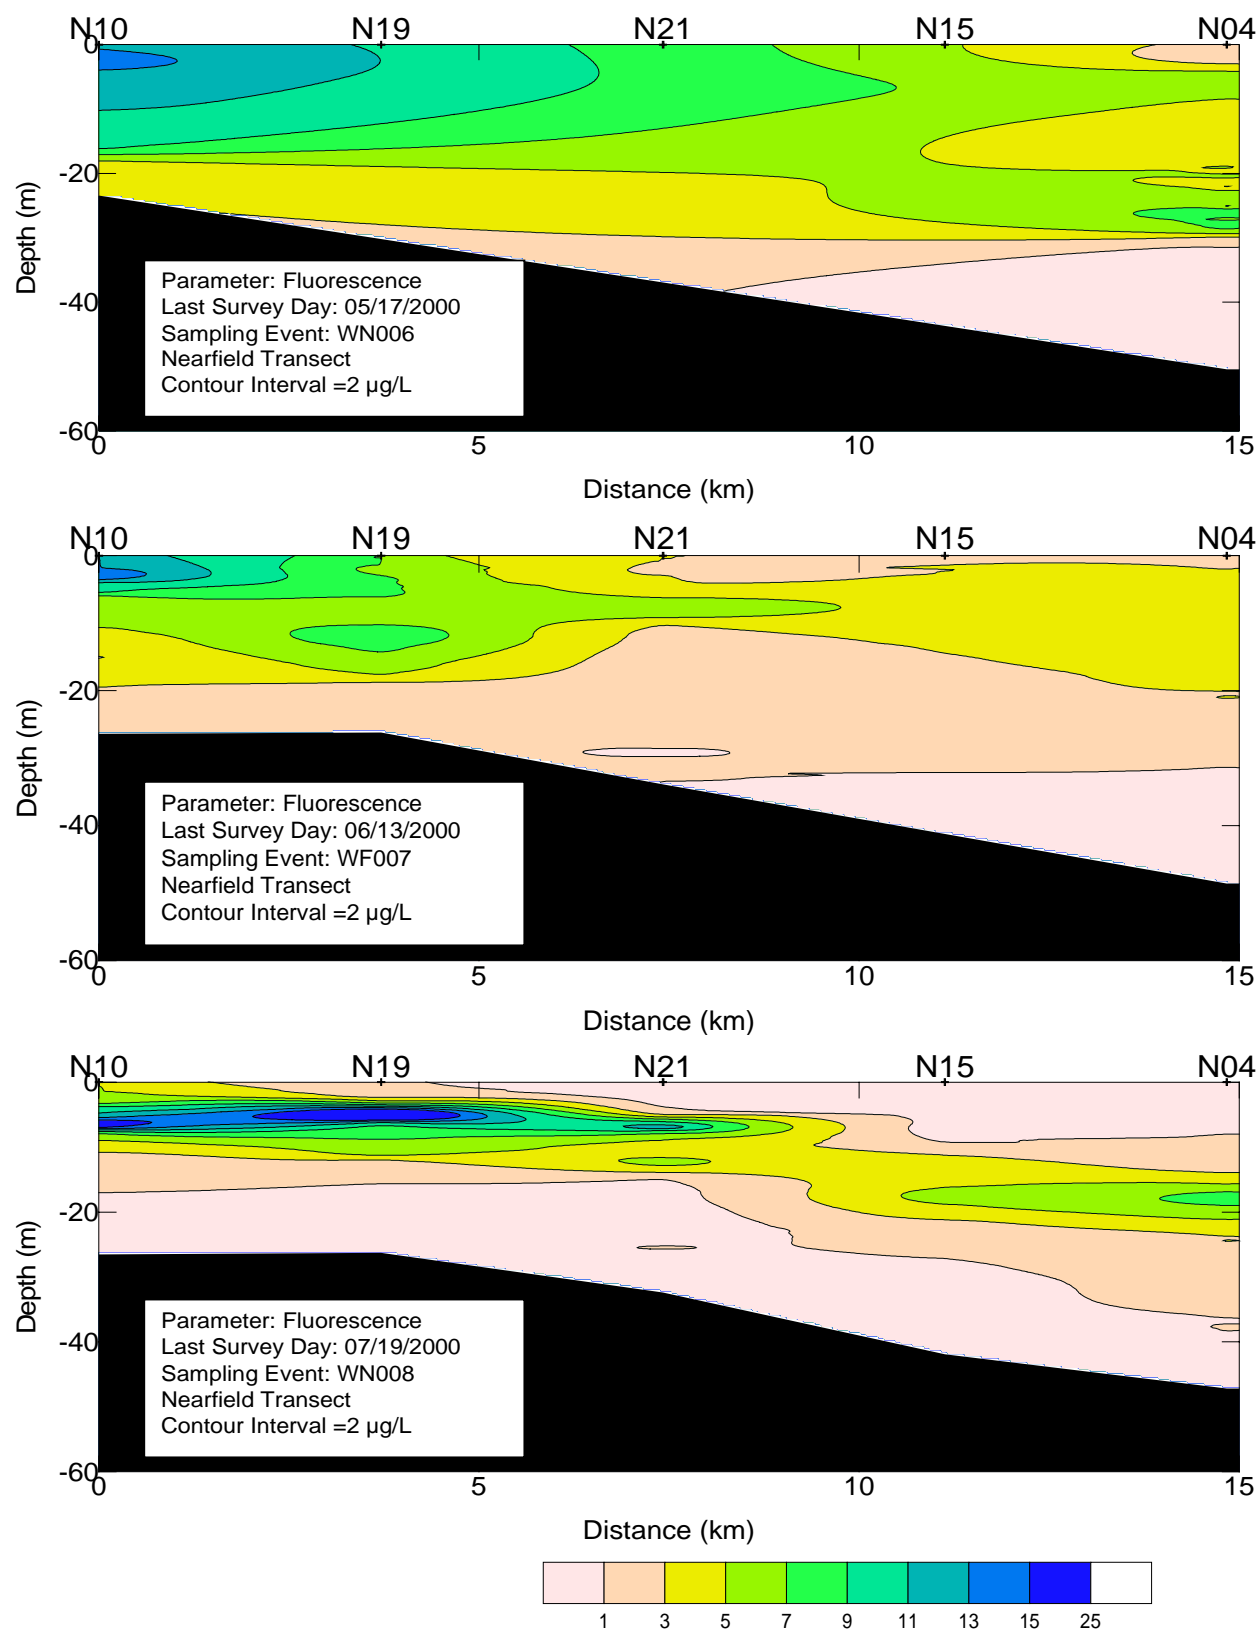 N10 N19 N21 N15 N04
0
-20
-40
-60
Depth (m)
Parameter: Fluorescence
Last Survey Day: 05/17/2000
Sampling Event: WN006
Nearfield Transect
Contour Interval =2 µg/L
0 5 10 15
Distance (km)
N10 N19 N21 N15 N04
0
-20
-40
-60
Depth (m)
Parameter: Fluorescence
Last Survey Day: 06/13/2000
Sampling Event: WF007
Nearfield Transect
Contour Interval =2 µg/L
0 5 10 15
Distance (km)
N10 N19 N21 N15 N04
0
-20
-40
-60
Depth (m)
Parameter: Fluorescence
Last Survey Day: 07/19/2000
Sampling Event: WN008
Nearfield Transect
Contour Interval =2 µg/L
0 5 10 15
Distance (km)
1 3 5 7 9 11 13 15 25